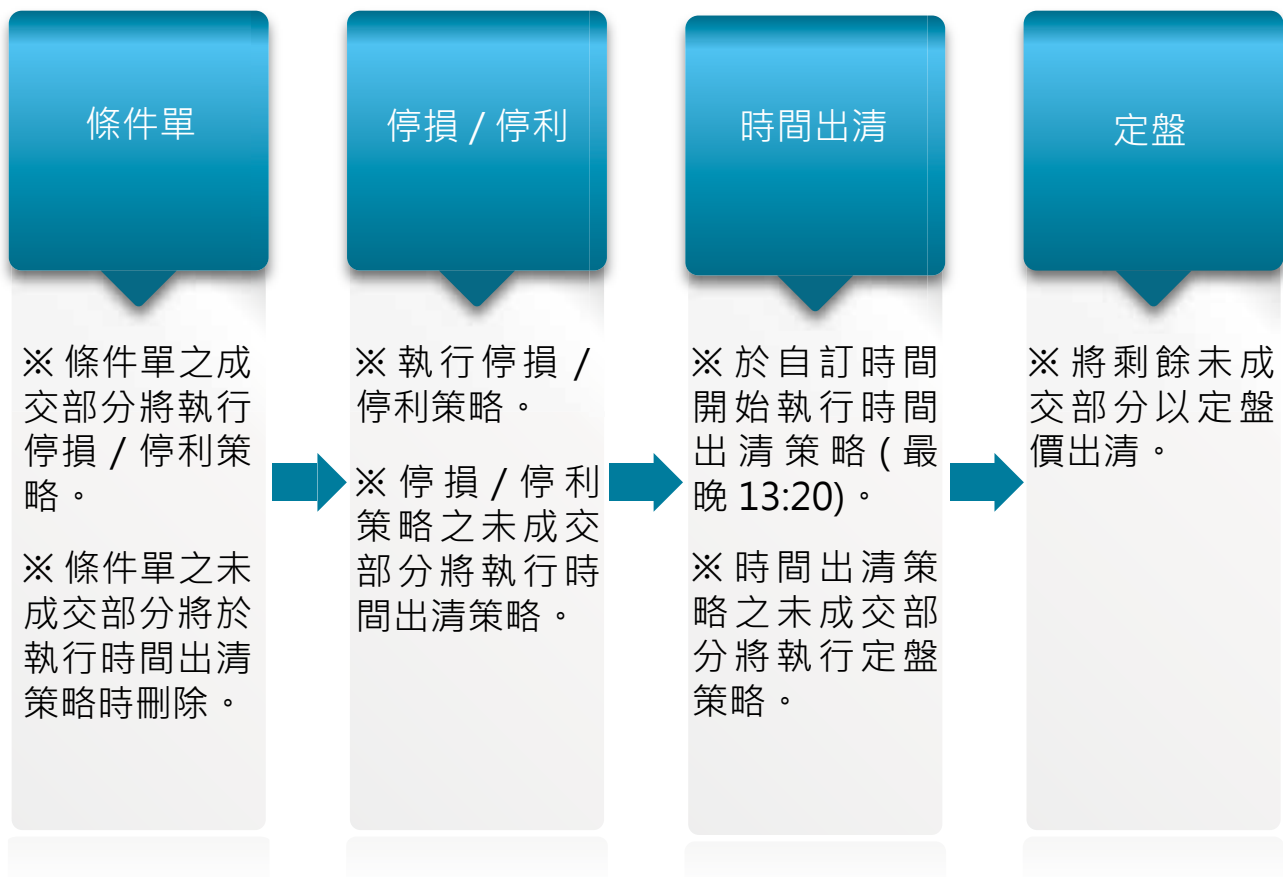 條件單
※ 條件單之成
交部分將執行
停損 / 停利策
略。
※ 條件單之未
成交部分將於
執行時間出清
策略時刪除。
停損 / 停利
※ 執行停損 /
停利策略。
※ 停損 / 停利
策略之未成交
部分將執行時
間出清策略。
時間出清
※ 於自訂時間
開始執行時間
出清策略 ( 最
晚 13:20)。
※ 時間出清策
略之未成交部
分將執行定盤
策略。
定盤
※ 將剩餘未成
交部分以定盤
價出清。